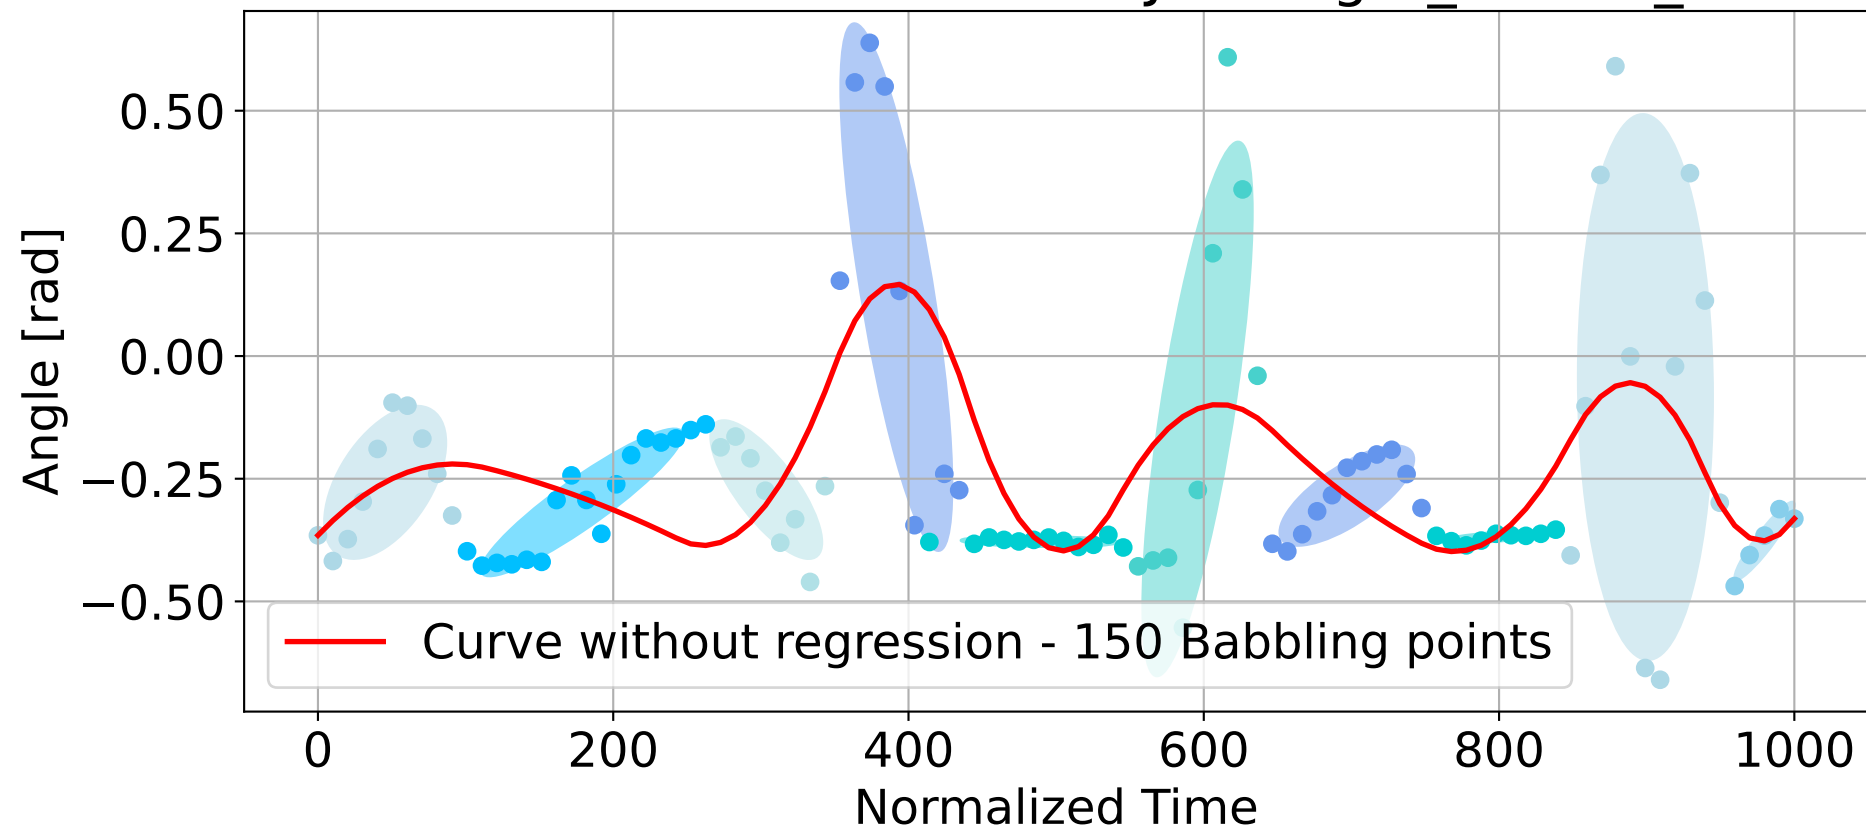 0.50
0.25
0.00
−0.25
−0.50
Angle [rad]
Curve without regression - 150 Babbling points
0 200 400 600 800 1000
Normalized Time